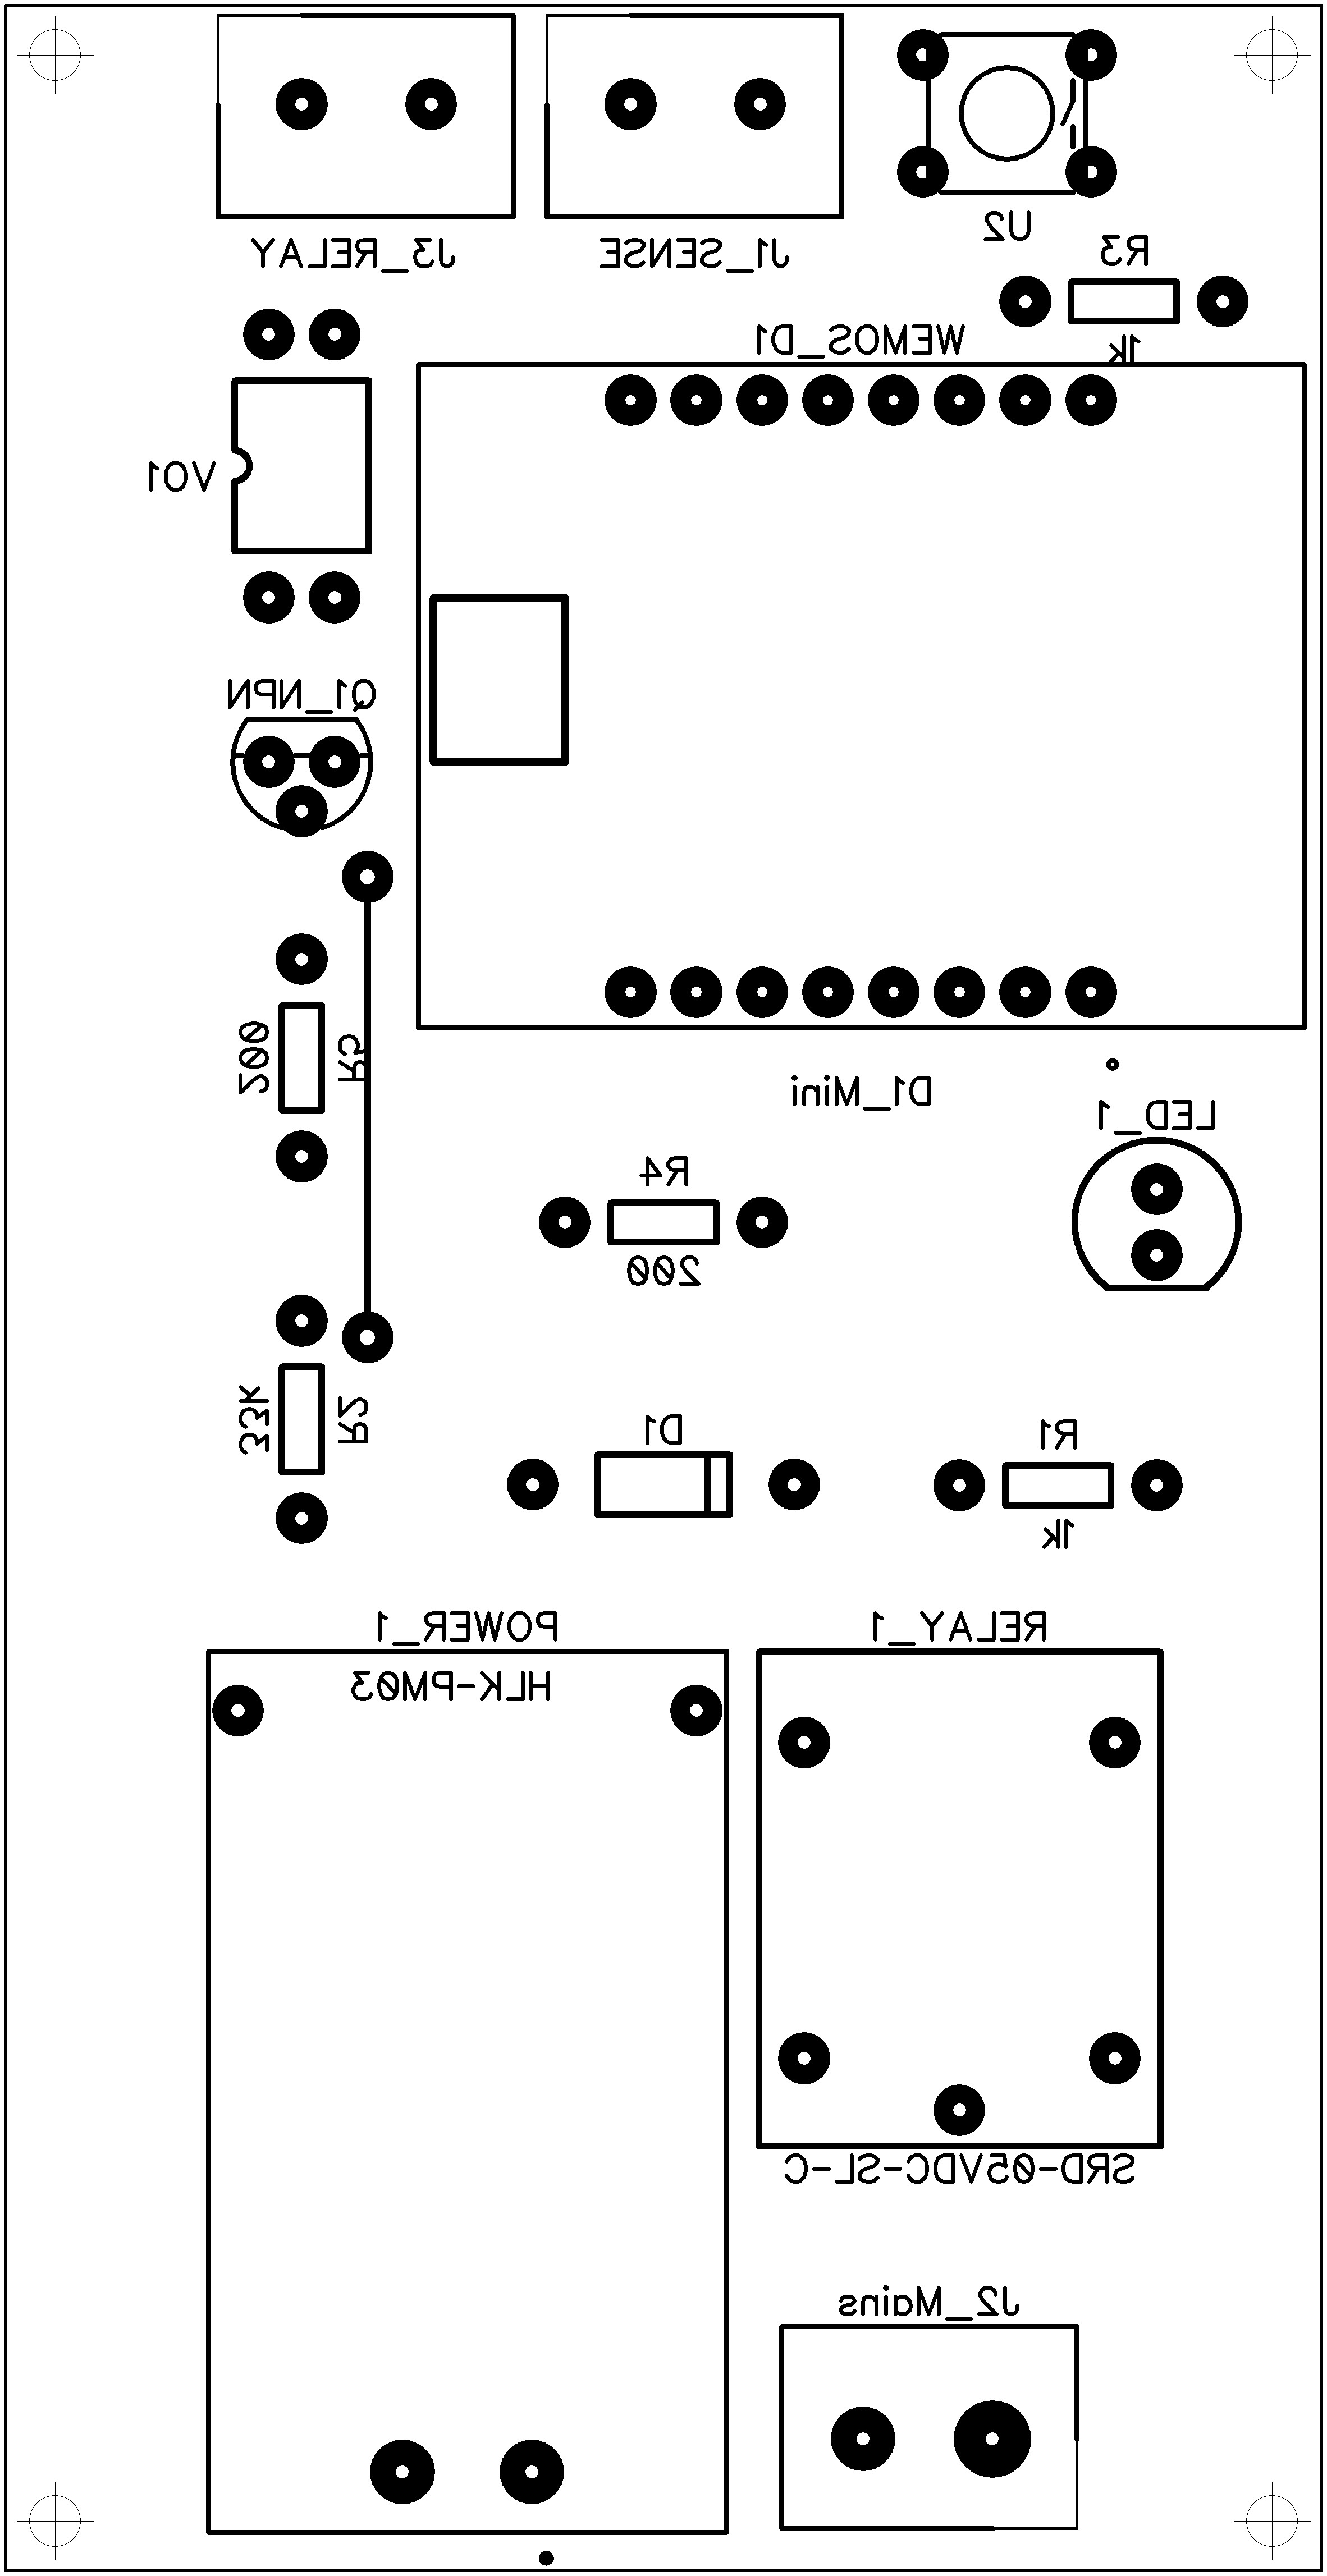 J3_RELAY
J1_SENSE
U2
R3
1k
WEMOS_D1
VO1
Q1_NPN
200
R5
D1_Mini
LED_1
R4
200
33k
R2
D1
R1
1k
POWER_1
HLK-PM03
RELAY_1
SRD-05VDC-SL-C
J2_Mains